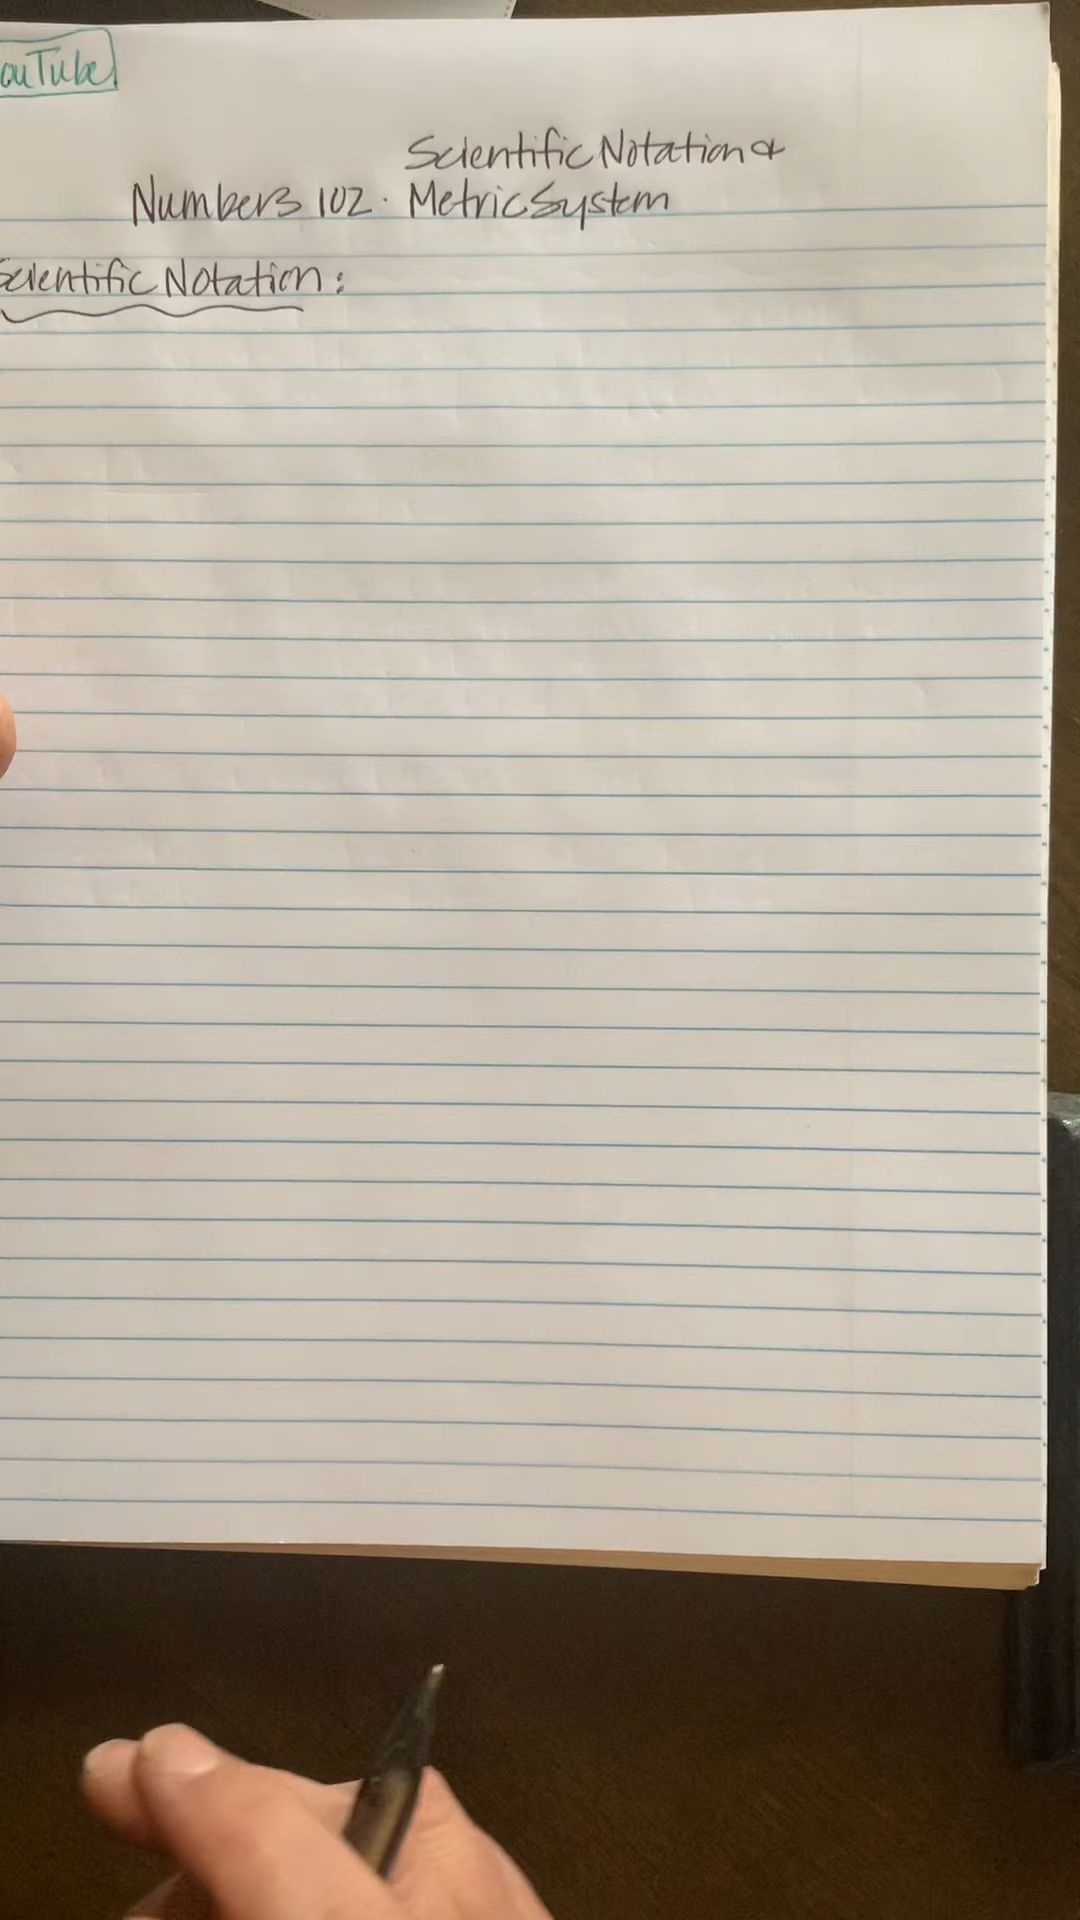 ouTube
Scientific Notation &
Numbers 102. Metric System
Scientific Notation: